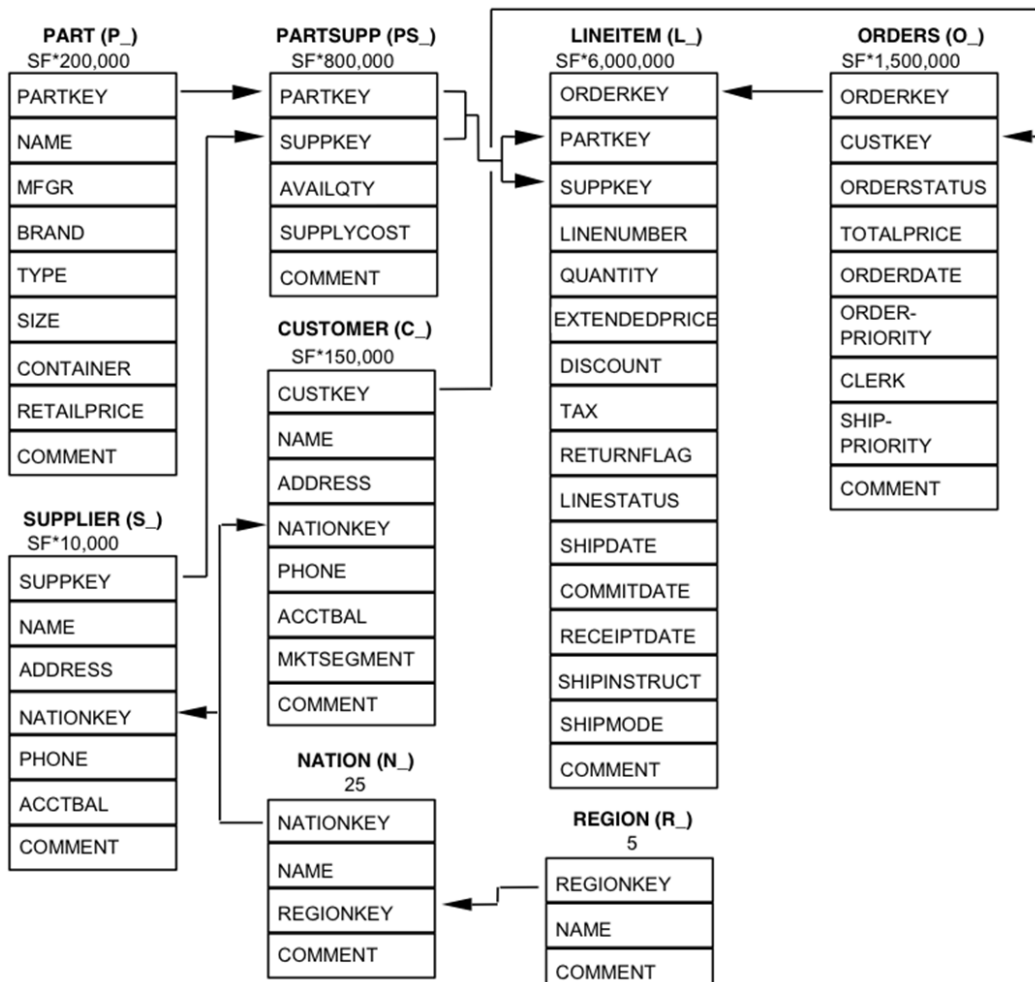 PART (P_)
SF*200,000
PARTKEY
NAME
MFGR
BRAND
TYPE
SIZE
CONTAINER
RETAILPRICE
COMMENT
SUPPLIER (S_)
SF*10,000
SUPPKEY
NAME
ADDRESS
NATIONKEY
PHONE
ACCTBAL
COMMENT
PARTSUPP (PS_)
SF*800,000
PARTKEY
SUPPKEY
AVAILQTY
SUPPLYCOST
COMMENT
CUSTOMER (C_)
SF*150,000
CUSTKEY
NAME
ADDRESS
NATIONKEY
PHONE
ACCTBAL
MKTSEGMENT
COMMENT
NATION (N_)
25
NATIONKEY
NAME
REGIONKEY
COMMENT
LINEITEM (L_)
SF*6,000,000
ORDERKEY
PARTKEY
SUPPKEY
LINENUMBER
QUANTITY
EXTENDEDPRICE
DISCOUNT
TAX
RETURNFLAG
LINESTATUS
SHIPDATE
COMMITDATE
RECEIPTDATE
SHIPINSTRUCT
SHIPMODE
COMMENT
REGION (R_)
5
REGIONKEY
NAME
COMMENT
ORDERS (O_)
SF*1,500,000
ORDERKEY
CUSTKEY
ORDERSTATUS
TOTALPRICE
ORDERDATE
ORDER-
PRIORITY
CLERK
SHIP-
PRIORITY
COMMENT